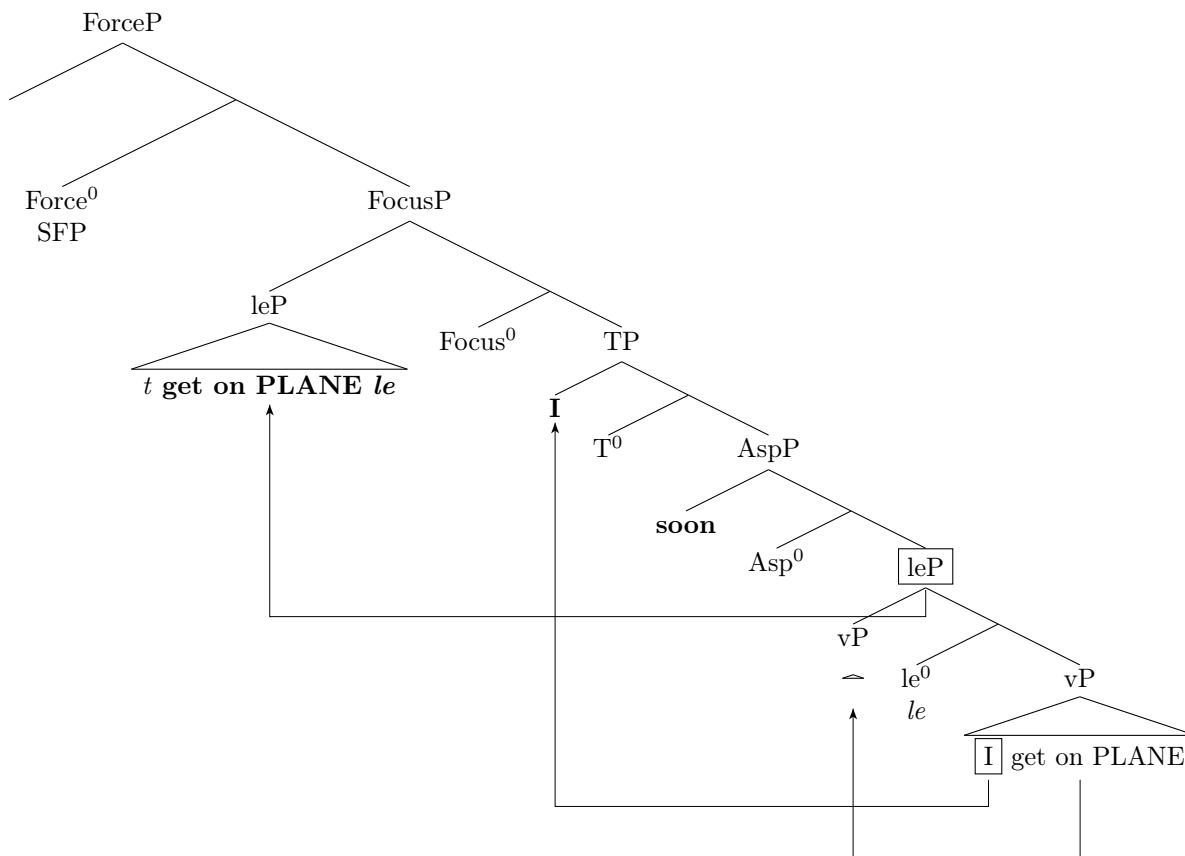 ForceP
Force⁰
SFP
FocusP
leP
t get on PLANE le
Focus⁰
TP
I
T⁰
AspP
soon
Asp⁰
leP
vP
le⁰
le
vP
I get on PLANE